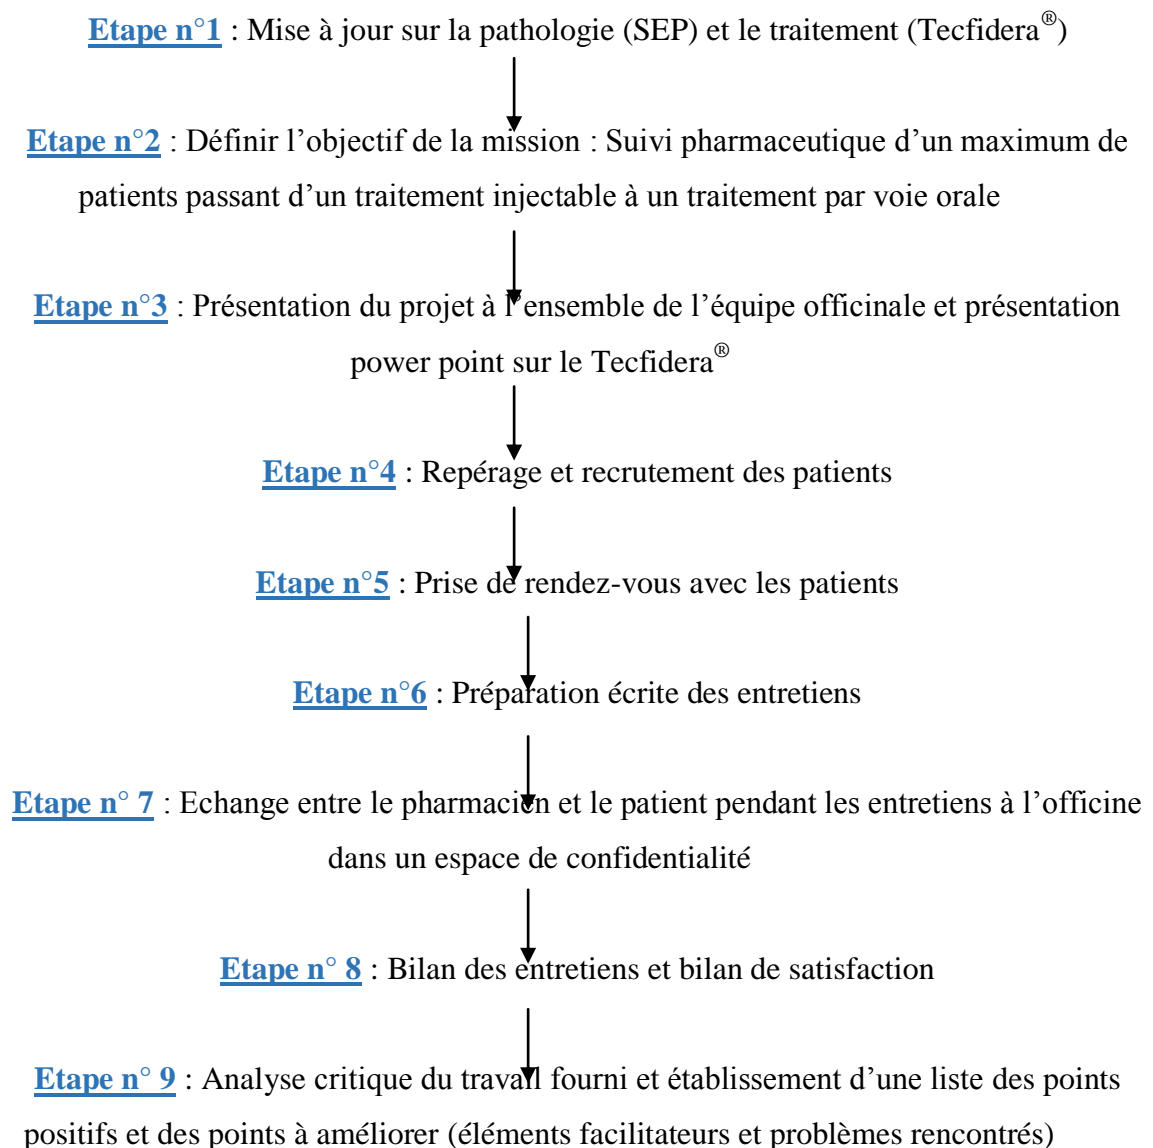 Etape n°1 : Mise à jour sur la pathologie (SEP) et le traitement (Tecfidera®)
Etape n°2 : Définir l’objectif de la mission : Suivi pharmaceutique d’un maximum de
patients passant d’un traitement injectable à un traitement par voie orale
Etape n°3 : Présentation du projet à l’ensemble de l’équipe officinale et présentation
power point sur le Tecfidera®
Etape n°4 : Repérage et recrutement des patients
Etape n°5 : Prise de rendez-vous avec les patients
Etape n°6 : Préparation écrite des entretiens
Etape n° 7 : Echange entre le pharmacien et le patient pendant les entretiens à l’officine
dans un espace de confidentialité
Etape n° 8 : Bilan des entretiens et bilan de satisfaction
Etape n° 9 : Analyse critique du travail fourni et établissement d’une liste des points
positifs et des points à améliorer (éléments facilitateurs et problèmes rencontrés)